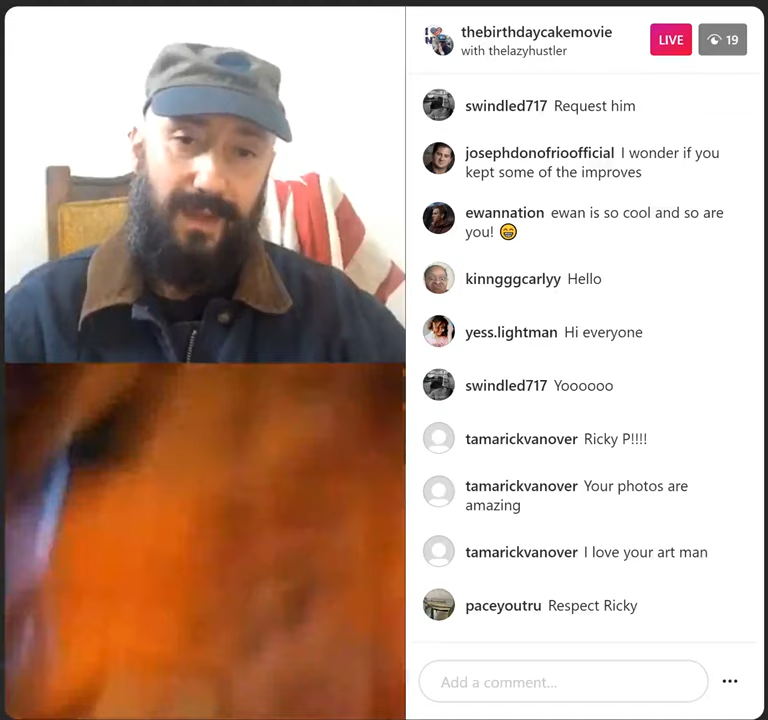 thebirthdaycakemovie
with thelazyhustler
LIVE
19
swindled717 Request him
josephdonofrioofficial I wonder if you
kept some of the improves
ewannation ewan is so cool and so are
you! 😁
kinngggcarlyy Hello
yess.lightman Hi everyone
swindled717 Yoooooo
tamarickvanover Ricky P!!!!
tamarickvanover Your photos are
amazing
tamarickvanover I love your art man
paceyoutru Respect Ricky
Add a comment...